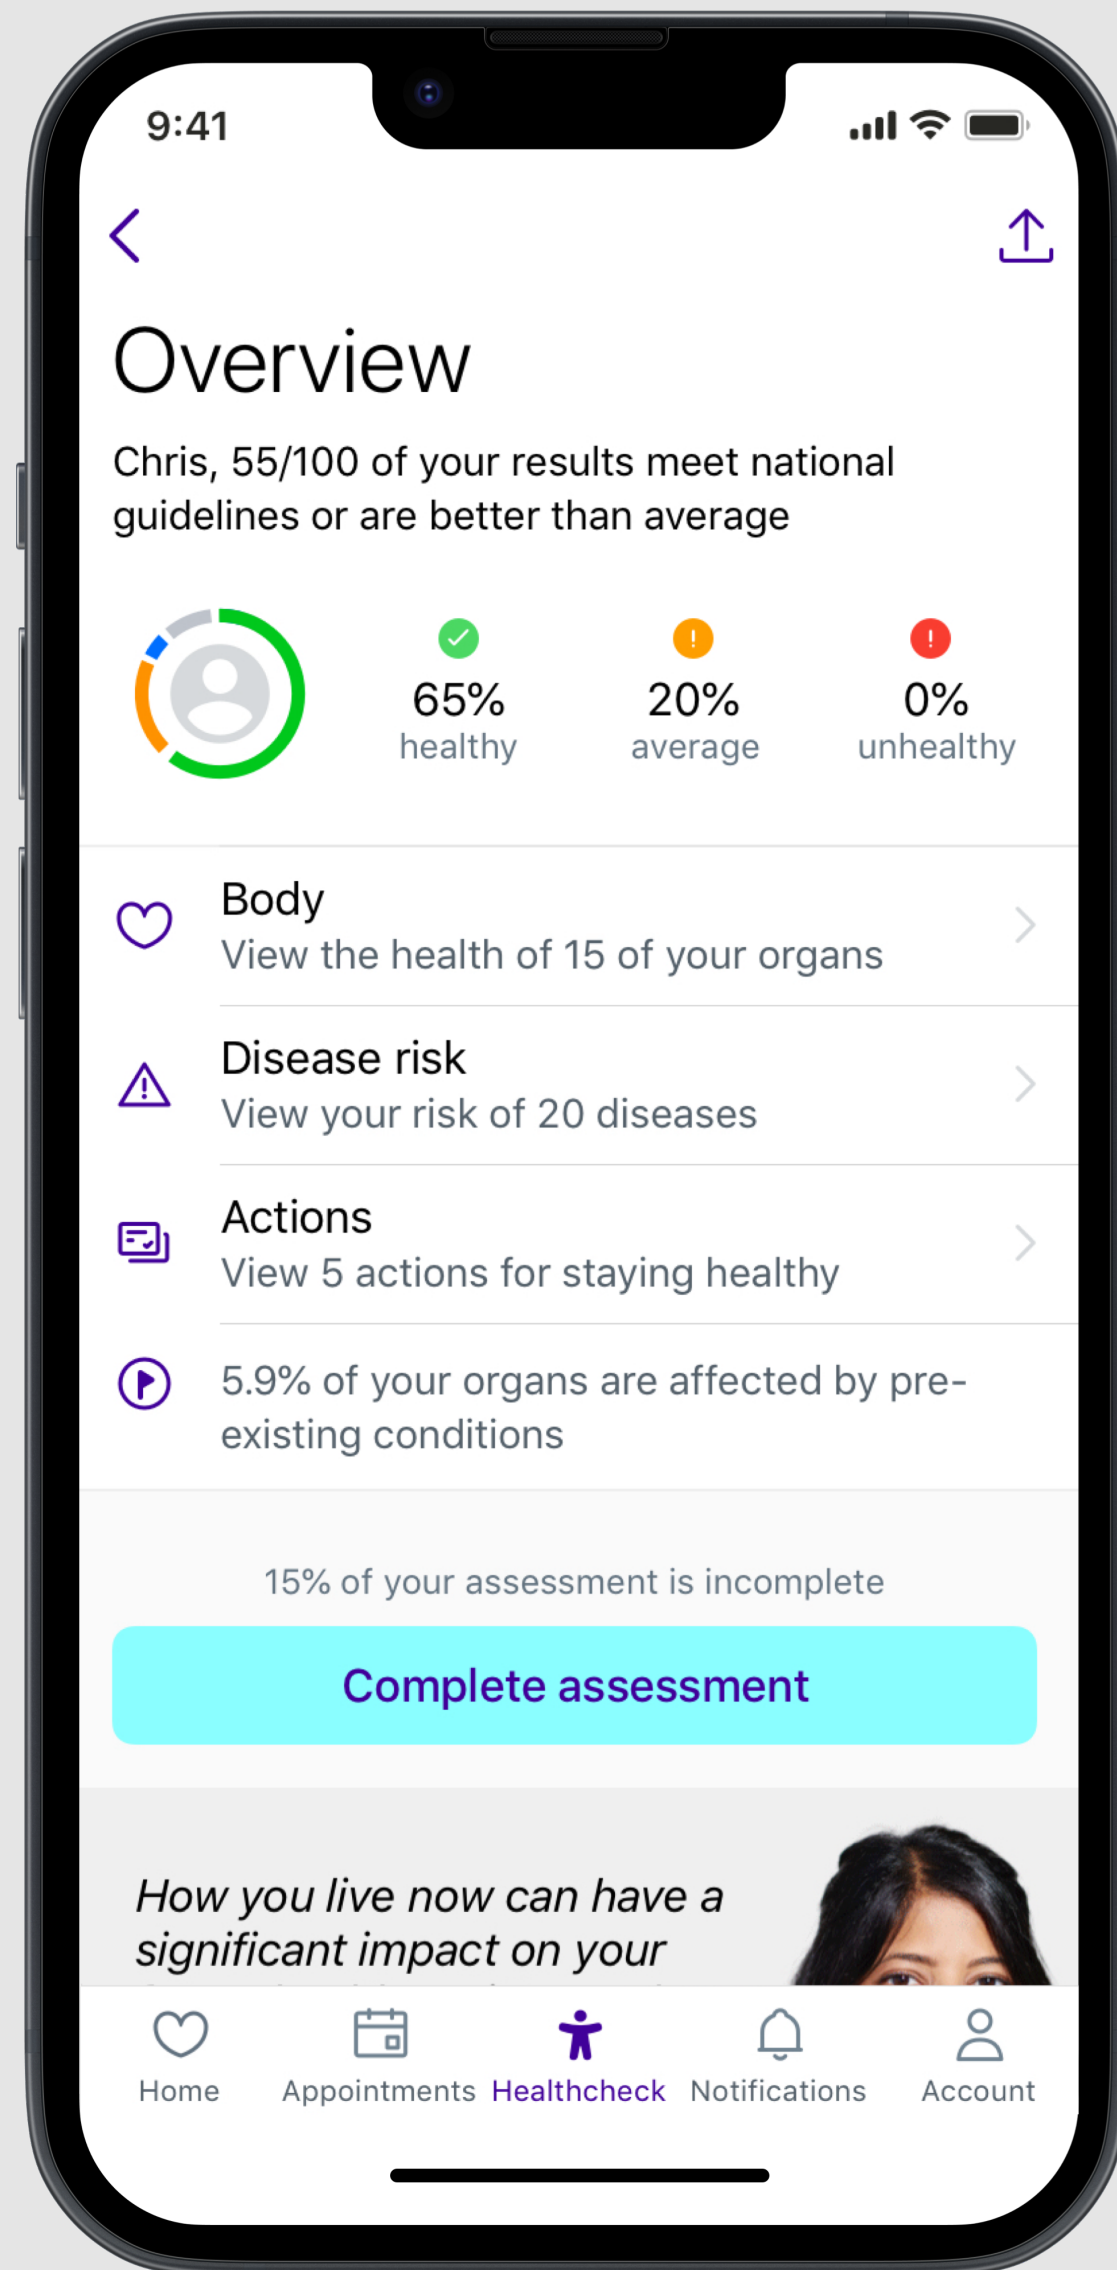 9:41
Overview
Chris, 55/100 of your results meet national
guidelines or are better than average
65%
healthy
20%
average
0%
unhealthy
Body
View the health of 15 of your organs
Disease risk
View your risk of 20 diseases
Actions
View 5 actions for staying healthy
5.9% of your organs are affected by pre-
existing conditions
15% of your assessment is incomplete
Complete assessment
How you live now can have a
significant impact on your
Home
Appointments
Healthcheck
Notifications
Account